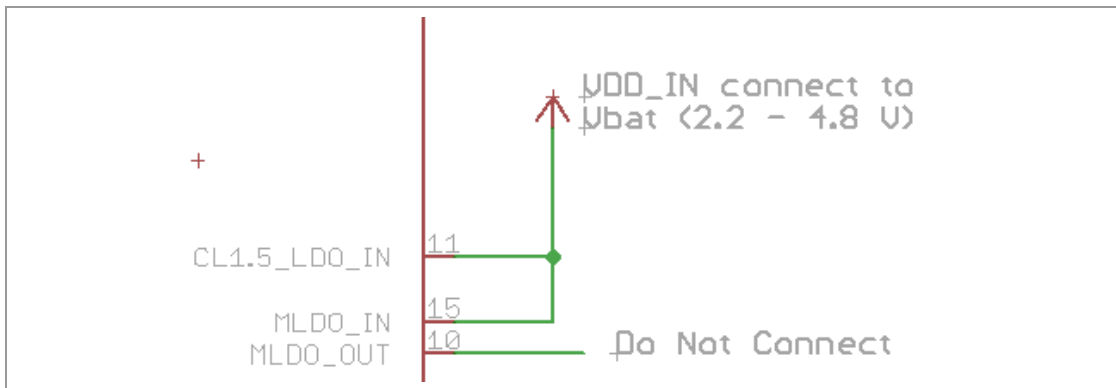 VDD_IN connect to
Vbat (2.2 - 4.8 V)
CL1.5_LDO_IN 11
MLDO_IN 15
MLDO_OUT 10
Do Not Connect